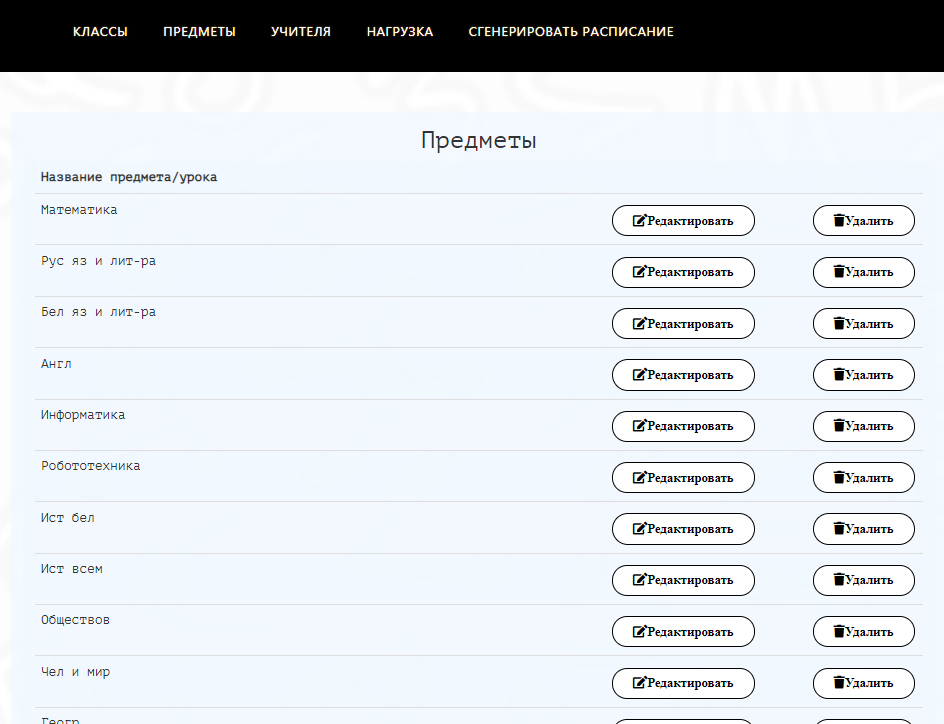 КЛАССЫ ПРЕДМЕТЫ УЧИТЕЛЯ НАГРУЗКА СГЕНЕРИРОВАТЬ РАСПИСАНИЕ
Предметы
Название предмета/урока
Математика Редактировать Удалить
Рус яз и лит-ра Редактировать Удалить
Бел яз и лит-ра Редактировать Удалить
Англ Редактировать Удалить
Информатика Редактировать Удалить
Робототехника Редактировать Удалить
Ист бел Редактировать Удалить
Ист всем Редактировать Удалить
Обществов Редактировать Удалить
Чел и мир Редактировать Удалить
Геогр